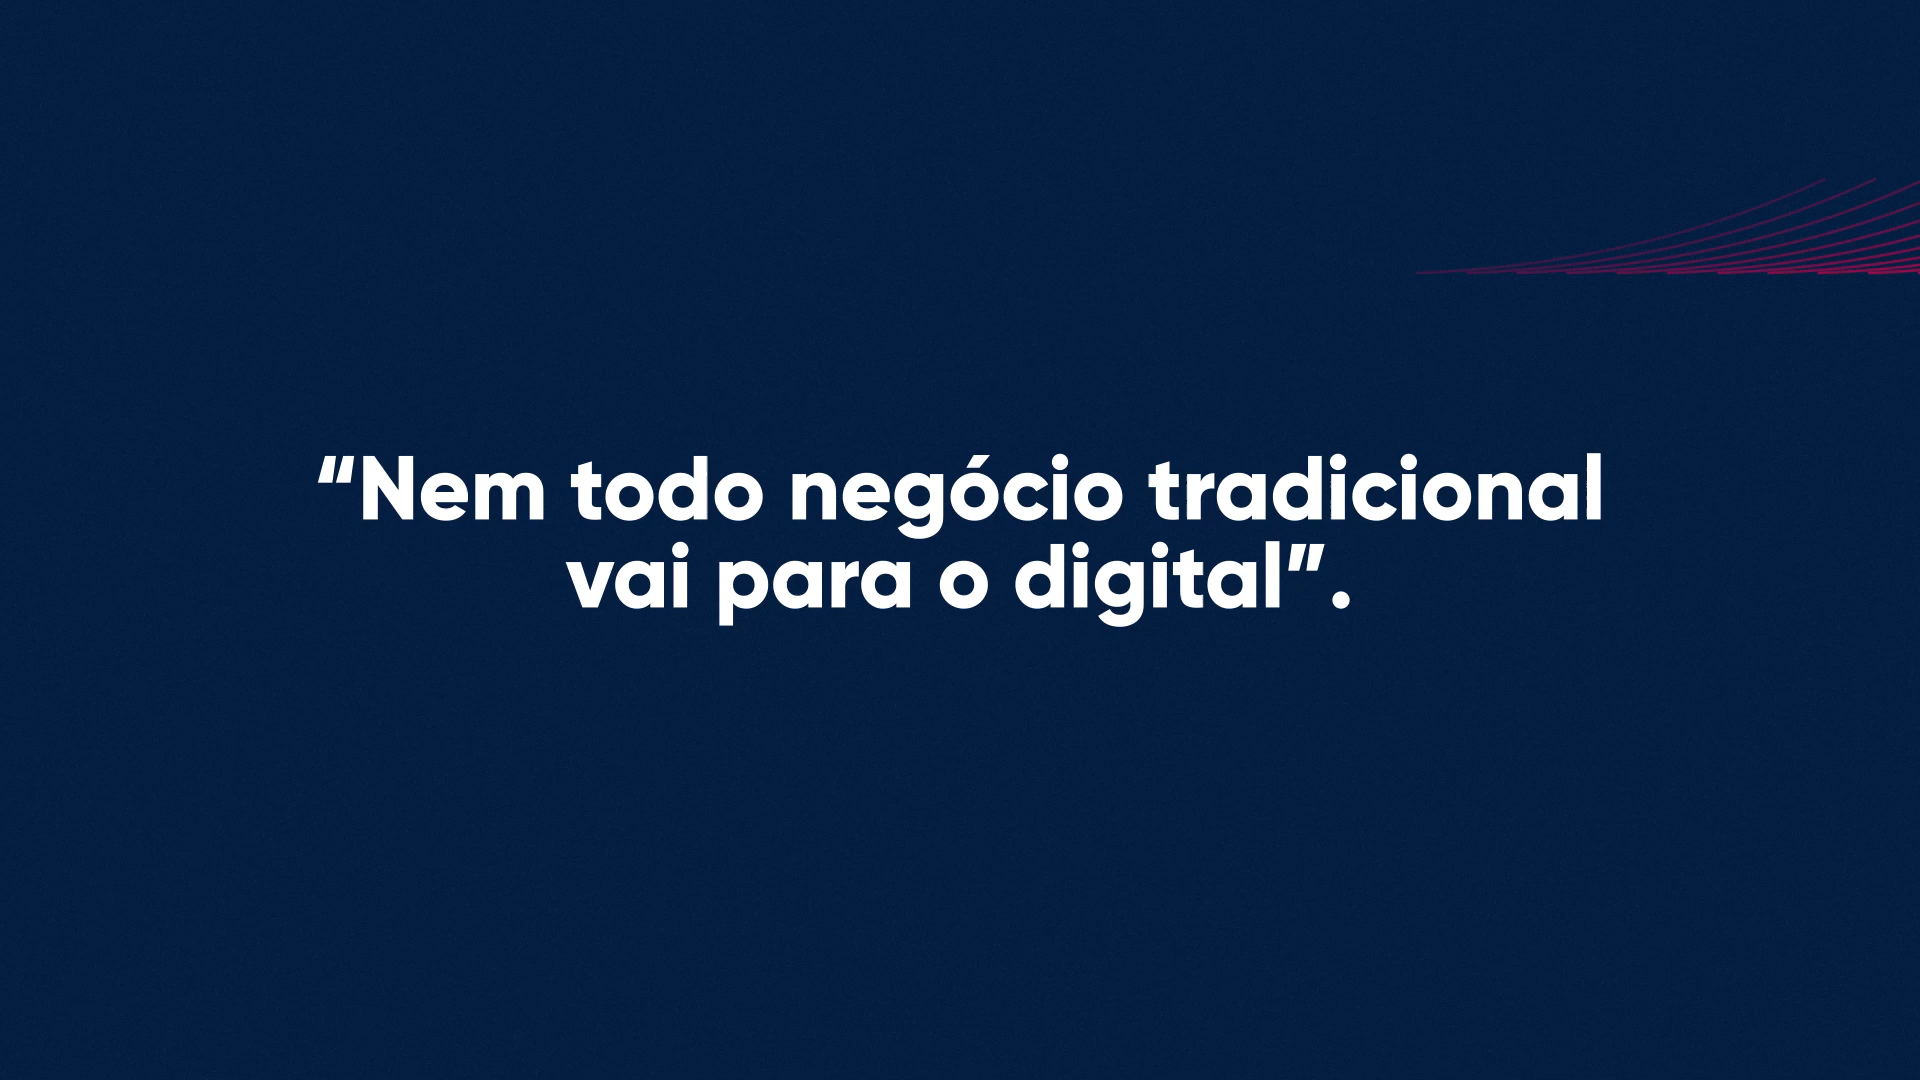 “Nem todo negócio tradicional
vai para o digital”.